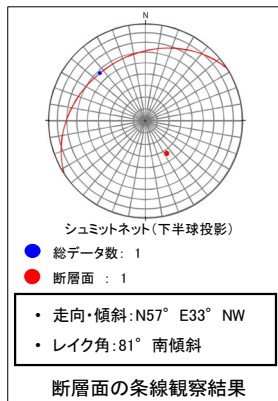 N
シュミットネット(下半球投影)
総データ数: 1
断層面 : 1
• 走向・傾斜:N57° E33° NW
• レイク角:81° 南傾斜
断層面の条線観察結果